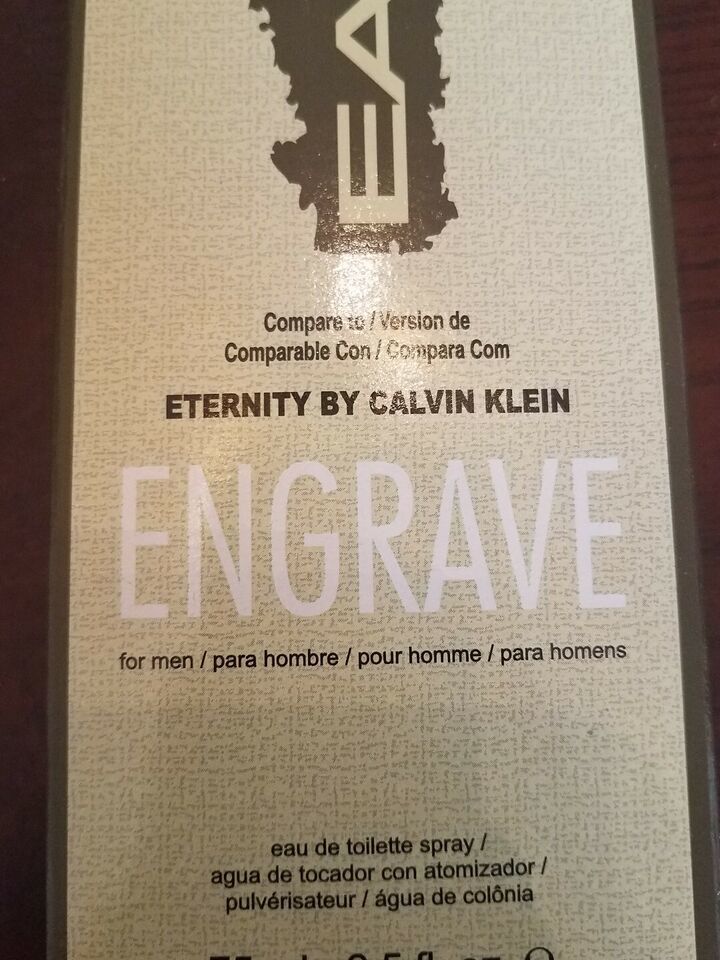 EA
Compare to / Version de
Comparable Con / Compara Com
ETERNITY BY CALVIN KLEIN
ENGRAVE
for men / para hombre / pour homme / para homens
eau de toilette spray /
agua de tocador con atomizador /
pulvérisateur / água de colônia